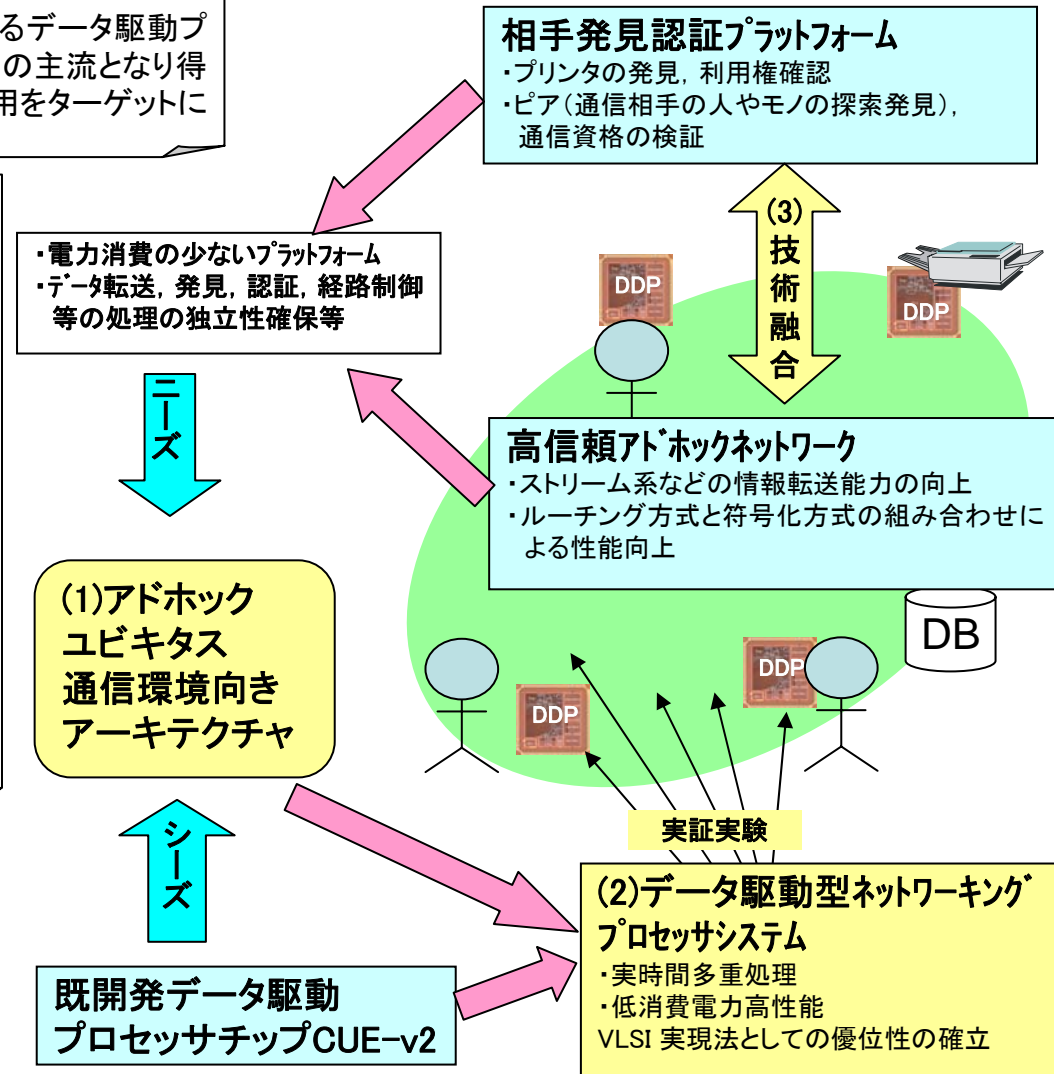 るデータ駆動プ
の主流となり得
用をターゲットに
相手発見認証プラットフォーム
・プリンタの発見，利用権確認
・ピア（通信相手の人やモノの探索発見），
通信資格の検証
・電力消費の少ないプラットフォーム
・データ転送，発見，認証，経路制御
等の処理の独立性確保等
(3)
技術融合
DDP
DDP
ニーズ
高信頼アドホックネットワーク
・ストリーム系などの情報転送能力の向上
・ルーチング方式と符号化方式の組み合わせに
よる性能向上
(1)アドホック
ユビキタス
通信環境向き
アーキテクチャ
DB
DDP
DDP
実証実験
シーズ
(2)データ駆動型ネットワーキング
プロセッサシステム
・実時間多重処理
・低消費電力高性能
VLSI 実現法としての優位性の確立
既開発データ駆動
プロセッサチップCUE-v2